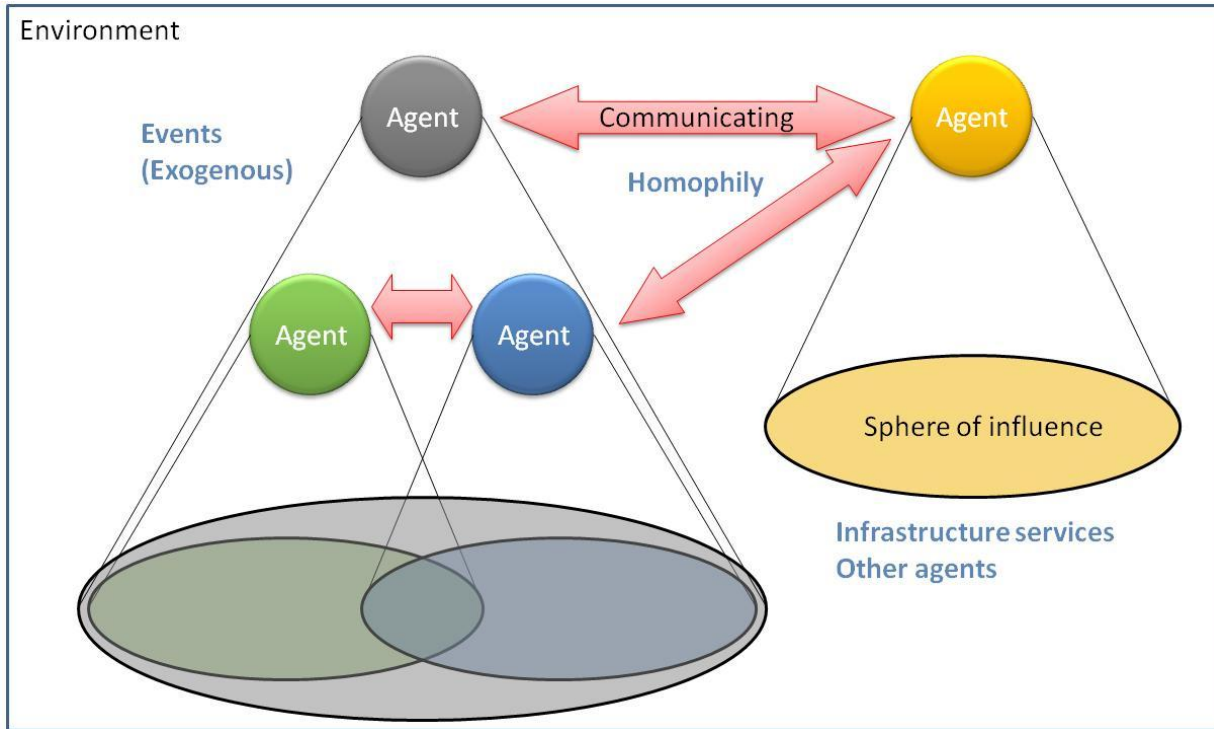 Environment
Agent
Communicating
Agent
Events
(Exogenous)
Homophily
Agent
Agent
Sphere of influence
Infrastructure services
Other agents